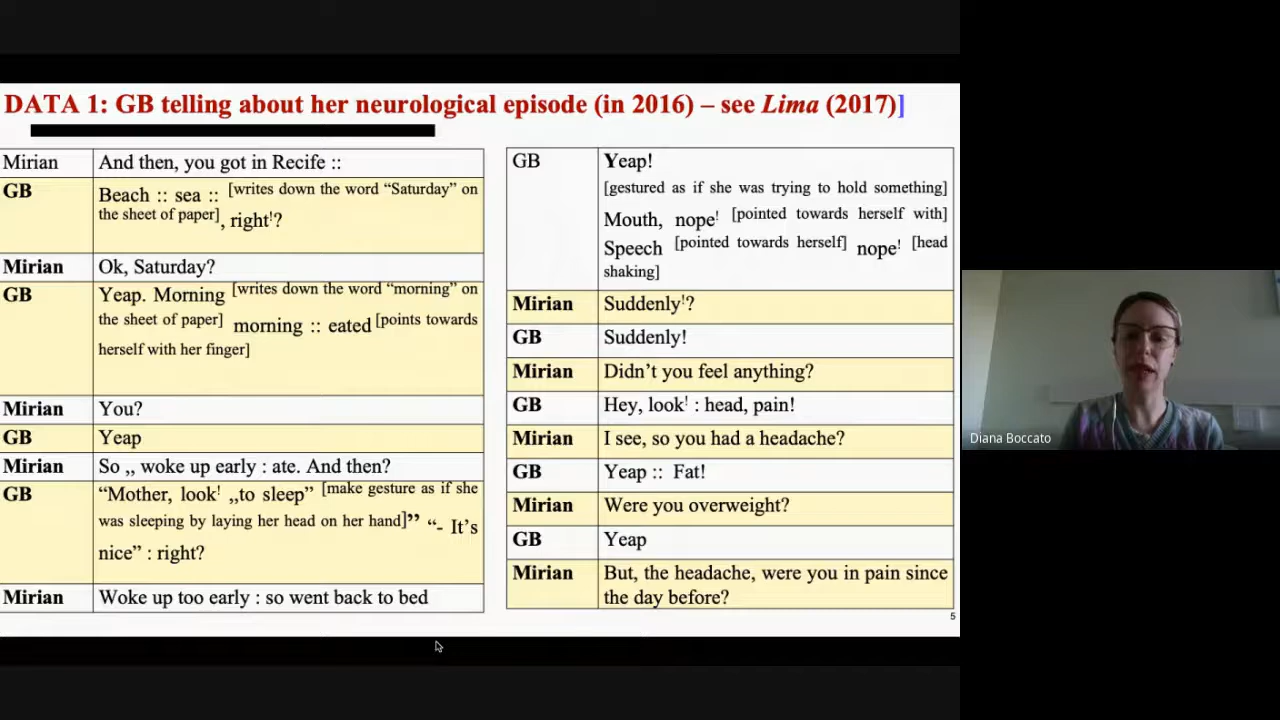 DATA 1: GB telling about her neurological episode (in 2016) – see Lima (2017)]
Mirian And then, you got in Recife ::
GB Beach :: sea :: [writes down the word “Saturday” on
the sheet of paper], right!?
Mirian Ok, Saturday?
GB Yeap. Morning [writes down the word “morning” on
the sheet of paper] morning :: eated [points towards
herself with her finger]
Mirian You?
GB Yeap
Mirian So ,, woke up early : ate. And then?
GB “Mother, look! ,,to sleep” [make gesture as if she
was sleeping by laying her head on her hand]” “- It’s
nice” : right?
Mirian Woke up too early : so went back to bed
GB Yeap!
[gestured as if she was trying to hold something]
Mouth, nope! [pointed towards herself with]
Speech [pointed towards herself] nope! [head
shaking]
Mirian Suddenly!?
GB Suddenly!
Mirian Didn’t you feel anything?
GB Hey, look! : head, pain!
Mirian I see, so you had a headache?
GB Yeap :: Fat!
Mirian Were you overweight?
GB Yeap
Mirian But, the headache, were you in pain since
the day before?
5
Diana Boccato